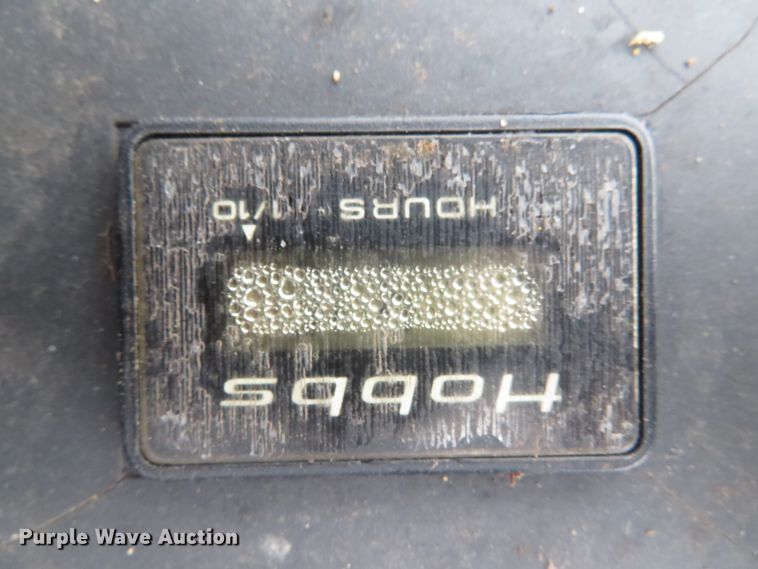 Hobbs
HOURS 1/10
Purple Wave Auction